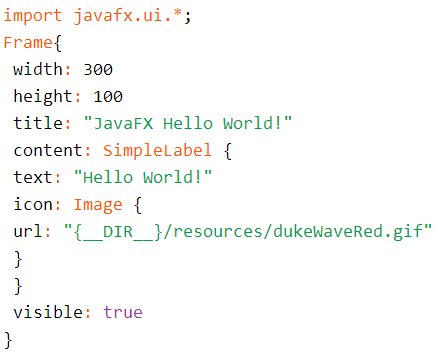 import javafx.ui.*;
Frame{
 width: 300
 height: 100
 title: "JavaFX Hello World!"
 content: SimpleLabel {
 text: "Hello World!"
 icon: Image {
 url: "{__DIR__}/resources/dukeWaveRed.gif"
 }
 }
 visible: true
}